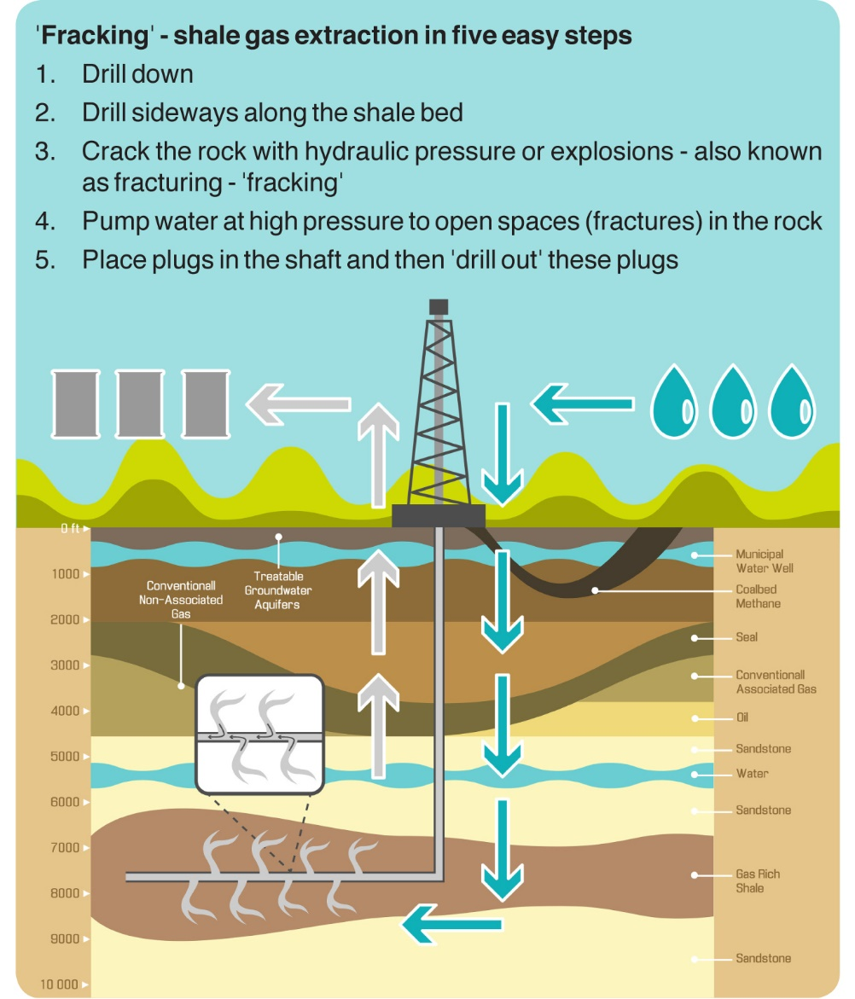 'Fracking' - shale gas extraction in five easy steps
1. Drill down
2. Drill sideways along the shale bed
3. Crack the rock with hydraulic pressure or explosions - also known
as fracturing - 'fracking'
4. Pump water at high pressure to open spaces (fractures) in the rock
5. Place plugs in the shaft and then 'drill out' these plugs
0 ft
1000
2000
3000
4000
5000
6000
7000
8000
9000
10 000
Conventionall
Non-Associated
Gas
Treatable
Groundwater
Aquifers
Municipal
Water Well
Coalbed
Methane
Seal
Conventionall
Associated Gas
Oil
Sandstone
Water
Sandstone
Gas Rich
Shale
Sandstone